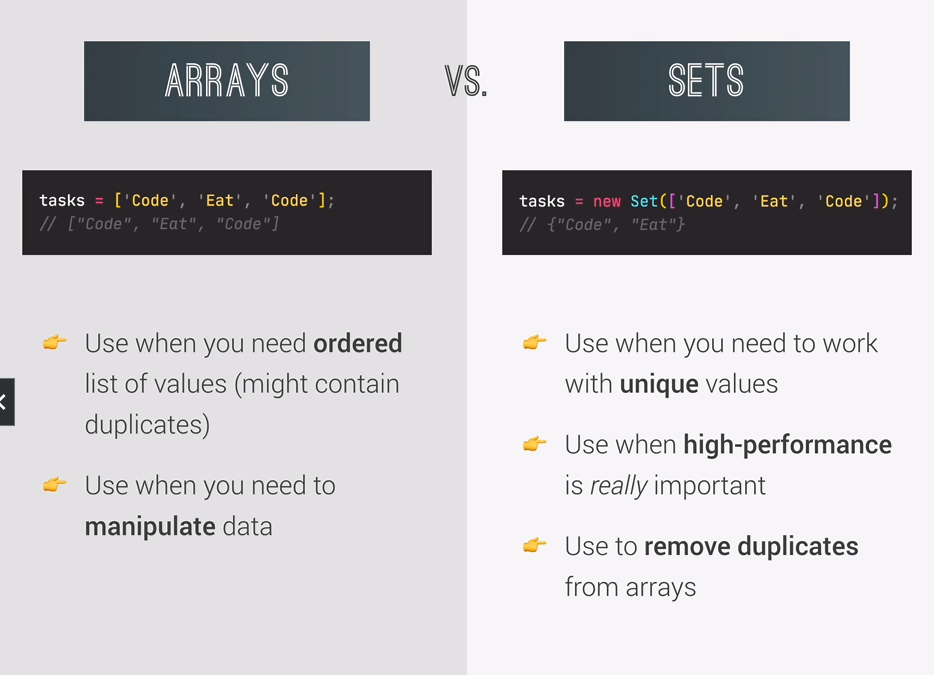 ARRAYS
VS.
SETS
tasks = ['Code', 'Eat', 'Code'];
// ["Code", "Eat", "Code"]
tasks = new Set(['Code', 'Eat', 'Code']);
// {"Code", "Eat"}
Use when you need ordered
list of values (might contain
duplicates)
Use when you need to
manipulate data
Use when you need to work
with unique values
Use when high-performance
is really important
Use to remove duplicates
from arrays